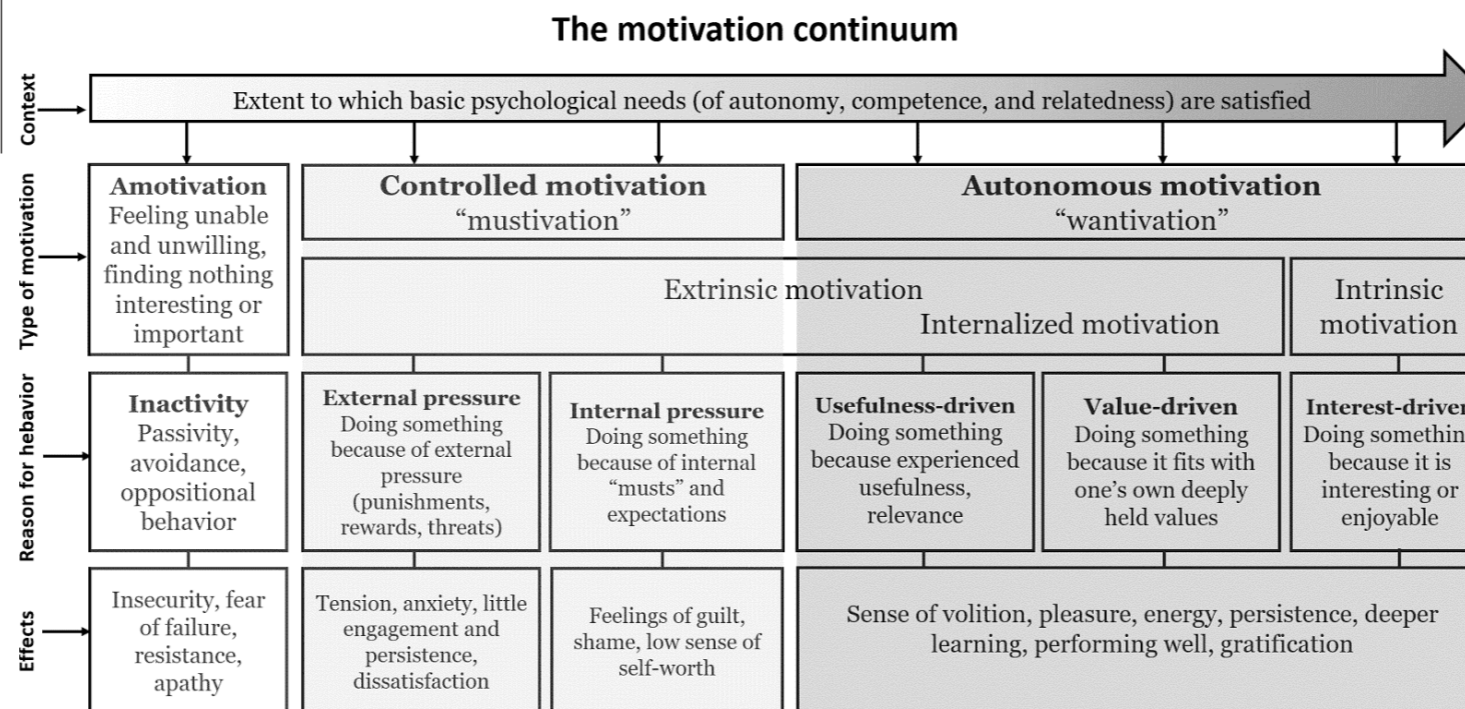 The motivation continuum
Context
Extent to which basic psychological needs (of autonomy, competence, and relatedness) are satisfied
Type of motivation
Amotivation
Feeling unable
and unwilling,
finding nothing
interesting or
important
Controlled motivation
“mustivation”
Autonomous motivation
“wantivation”
Extrinsic motivation
Internalized motivation
Intrinsic
motivation
Reason for hebavior
Inactivity
Passivity,
avoidance,
oppositional
behavior
External pressure
Doing something
because of external
pressure
(punishments,
rewards, threats)
Internal pressure
Doing something
because of internal
“musts” and
expectations
Usefulness-driven
Doing something
because experienced
usefulness,
relevance
Value-driven
Doing something
because it fits with
one’s own deeply
held values
Interest-driven
Doing somethin
because it is
interesting or
enjoyable
Effects
Insecurity, fear
of failure,
resistance,
apathy
Tension, anxiety, little
engagement and
persistence,
dissatisfaction
Feelings of guilt,
shame, low sense of
self-worth
Sense of volition, pleasure, energy, persistence, deeper
learning, performing well, gratification